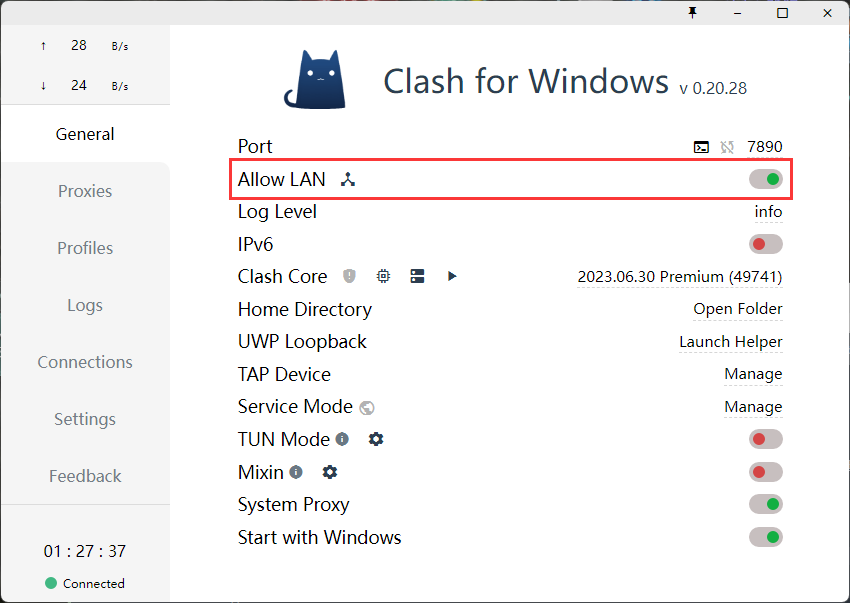 ↑ 28 B/s
↓ 24 B/s
General
Proxies
Profiles
Logs
Connections
Settings
Feedback
01 : 27 : 37
Connected
Clash for Windows v 0.20.28
Port 7890
Allow LAN
Log Level info
IPv6
Clash Core 2023.06.30 Premium (49741)
Home Directory Open Folder
UWP Loopback Launch Helper
TAP Device Manage
Service Mode Manage
TUN Mode
Mixin
System Proxy
Start with Windows